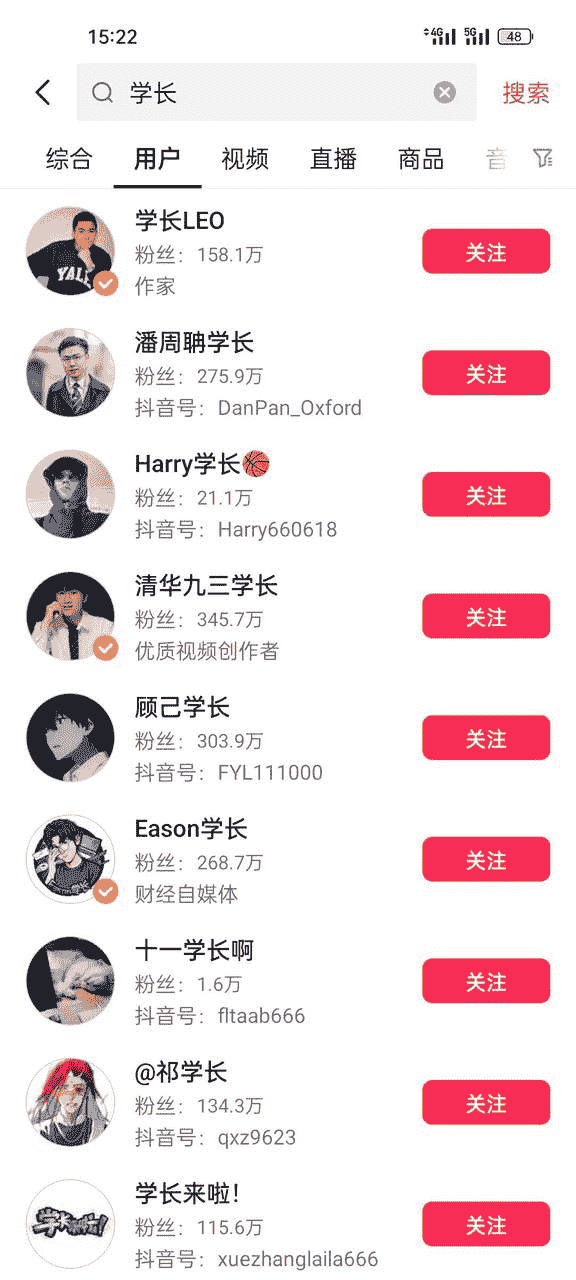 15:22
4G 5G 48
学长
搜索
综合 用户 视频 直播 商品 音
学长LEO
粉丝：158.1万
作家
关注
YALE
潘周聃学长
粉丝：275.9万
抖音号：DanPan_Oxford
关注
Harry学长🏀
粉丝：21.1万
抖音号：Harry660618
关注
清华九三学长
粉丝：345.7万
优质视频创作者
关注
顾己学长
粉丝：303.9万
抖音号：FYL111000
关注
Eason学长
粉丝：268.7万
财经自媒体
关注
十一学长啊
粉丝：1.6万
抖音号：fltaab666
关注
@祁学长
粉丝：134.3万
抖音号：qxz9623
关注
学长来啦！
粉丝：115.6万
抖音号：xuezhanglaila666
关注
学长来啦!